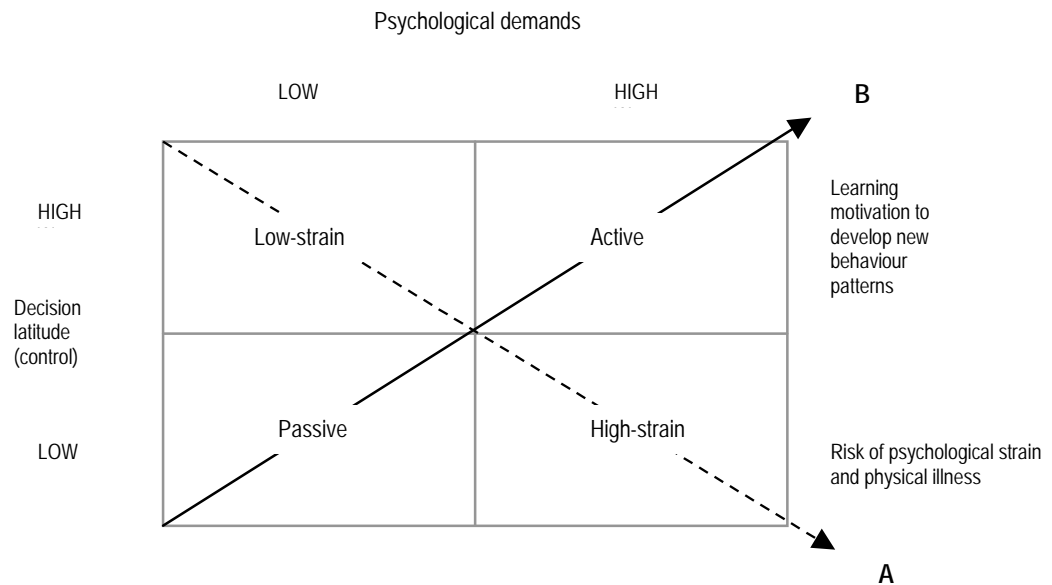 Psychological demands
LOW
HIGH
B
HIGH
Low-strain
Active
Learning
motivation to
develop new
behaviour
patterns
Decision
latitude
(control)
LOW
Passive
High-strain
Risk of psychological strain
and physical illness
A